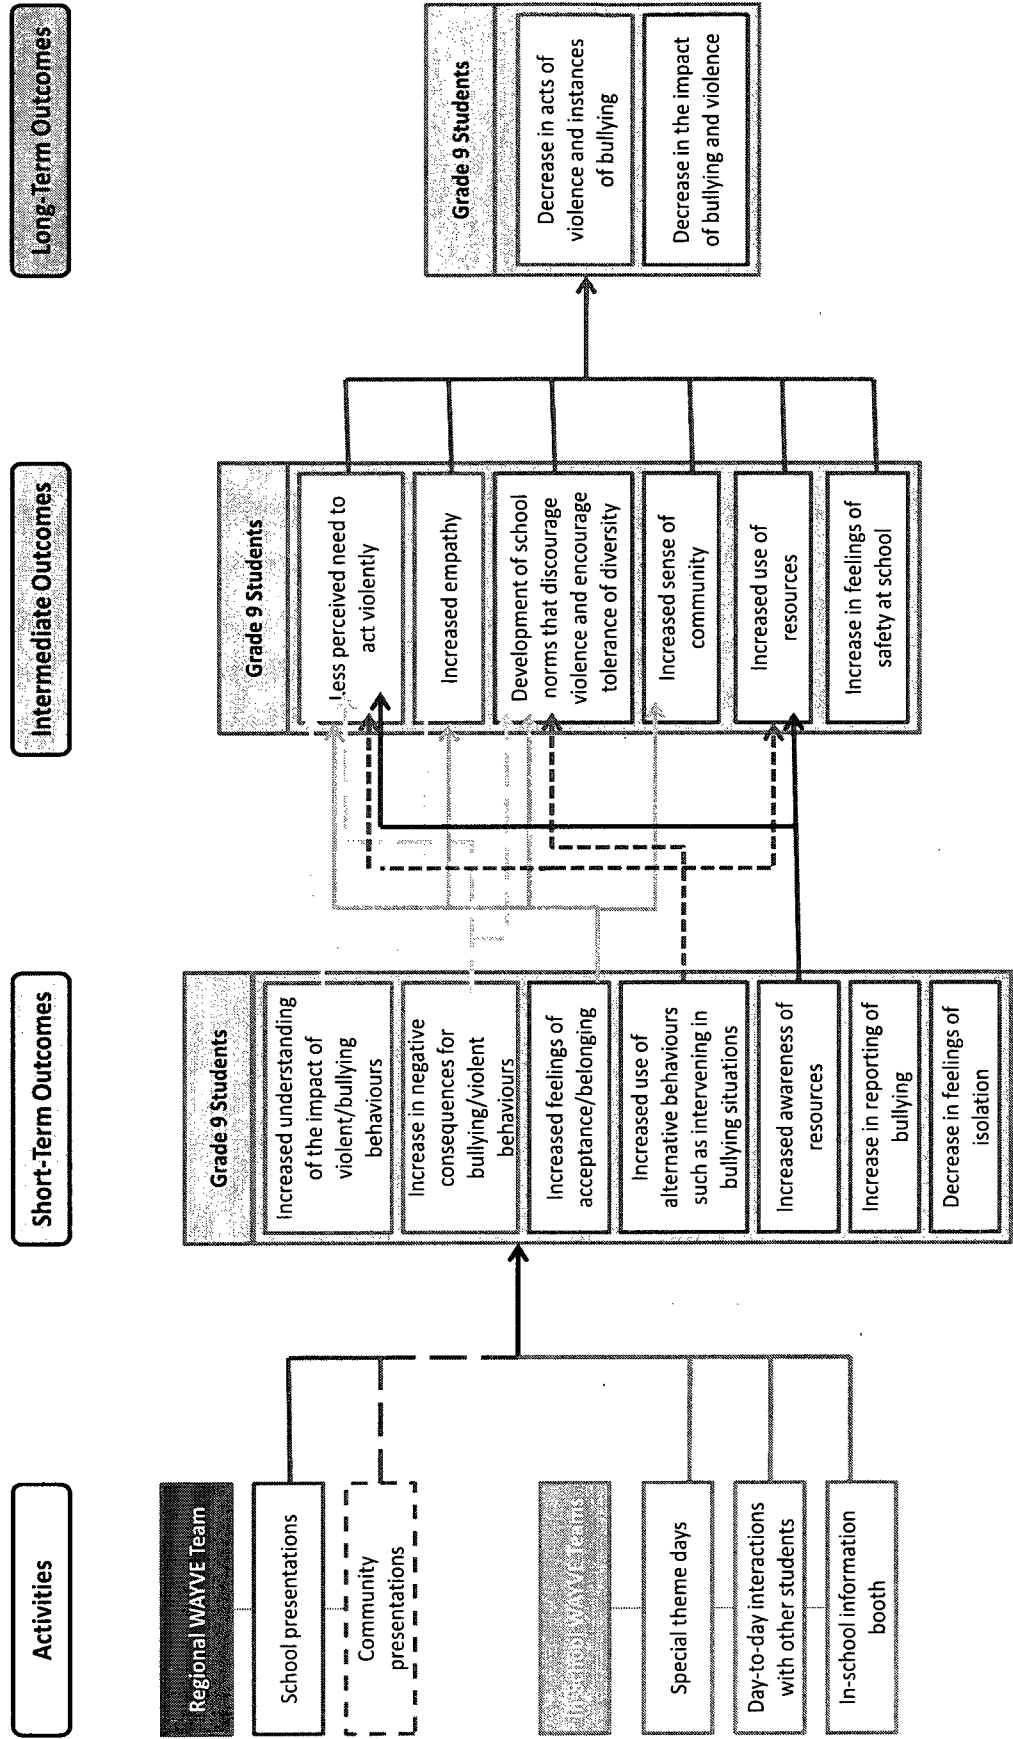 Activities
Regional WAYVE Team
School presentations
Community
presentations
In-School WAYVE Teams
Special theme days
Day-to-day interactions
with other students
In-school information
booth
Short-Term Outcomes
Grade 9 Students
Increased understanding
of the impact of
violent/bullying
behaviours
Increase in negative
consequences for
bullying/violent
behaviours
Increased feelings of
acceptance/belonging
Increased use of
alternative behaviours
such as intervening in
bullying situations
Increased awareness of
resources
Increase in reporting of
bullying
Decrease in feelings of
isolation
Intermediate Outcomes
Grade 9 Students
Less perceived need to
act violently
Increased empathy
Development of school
norms that discourage
violence and encourage
tolerance of diversity
Increased sense of
community
Increased use of
resources
Increase in feelings of
safety at school
Long-Term Outcomes
Grade 9 Students
Decrease in acts of
violence and instances
of bullying
Decrease in the impact
of bullying and violence